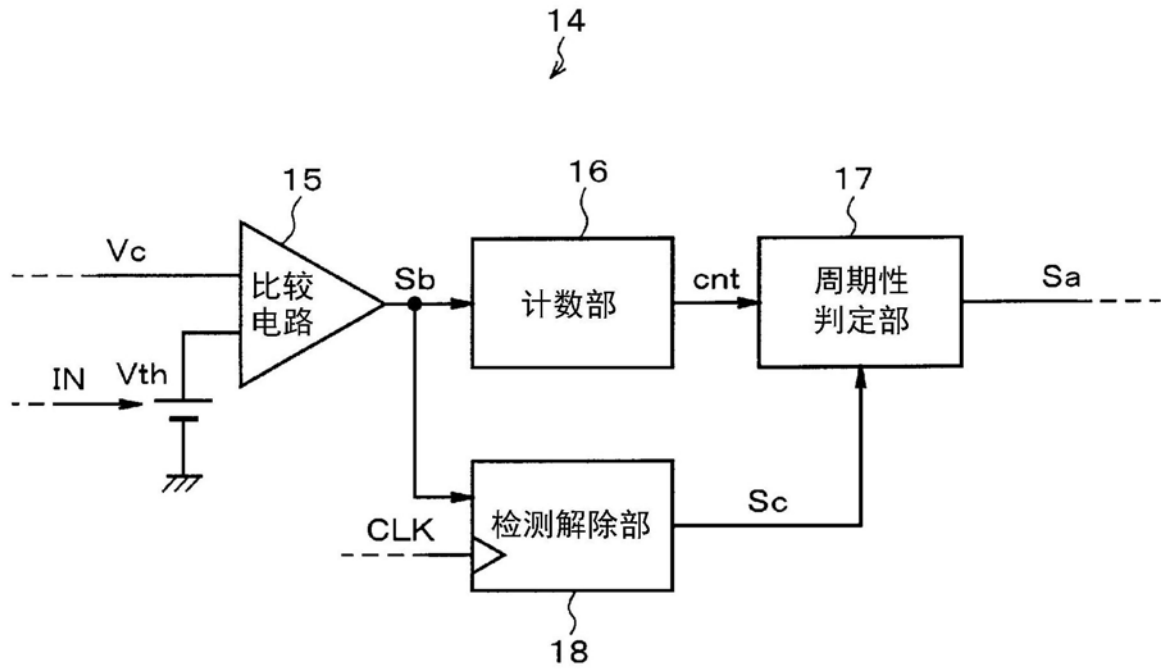 14
15
16
17
Vc
比较
电路
Sb
计数部
cnt
周期性
判定部
Sa
IN
Vth
CLK
检测解除部
Sc
18